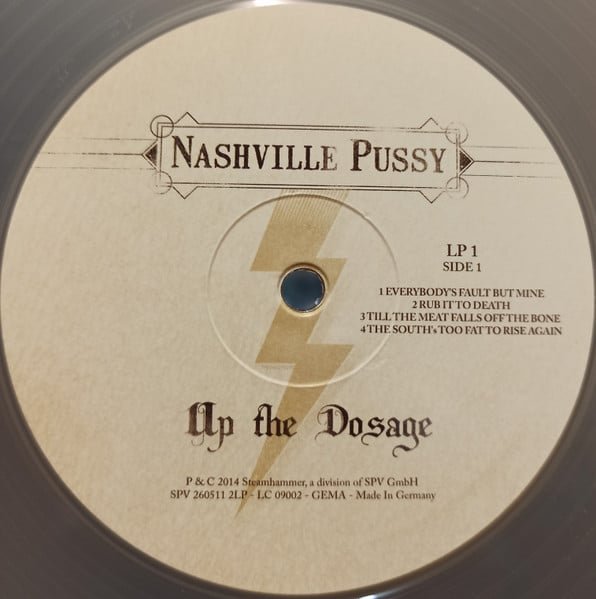 NASHVILLE PUSSY
LP 1
SIDE 1
1 EVERYBODY'S FAULT BUT MINE
2 RUB IT TO DEATH
3 TILL THE MEAT FALLS OFF THE BONE
4 THE SOUTH's TOO FAT TO RISE AGAIN
Up the Dosage
P & C 2014 Steamhammer, a division of SPV GmbH
SPV 260511 2LP - LC 09002 - GEMA - Made In Germany